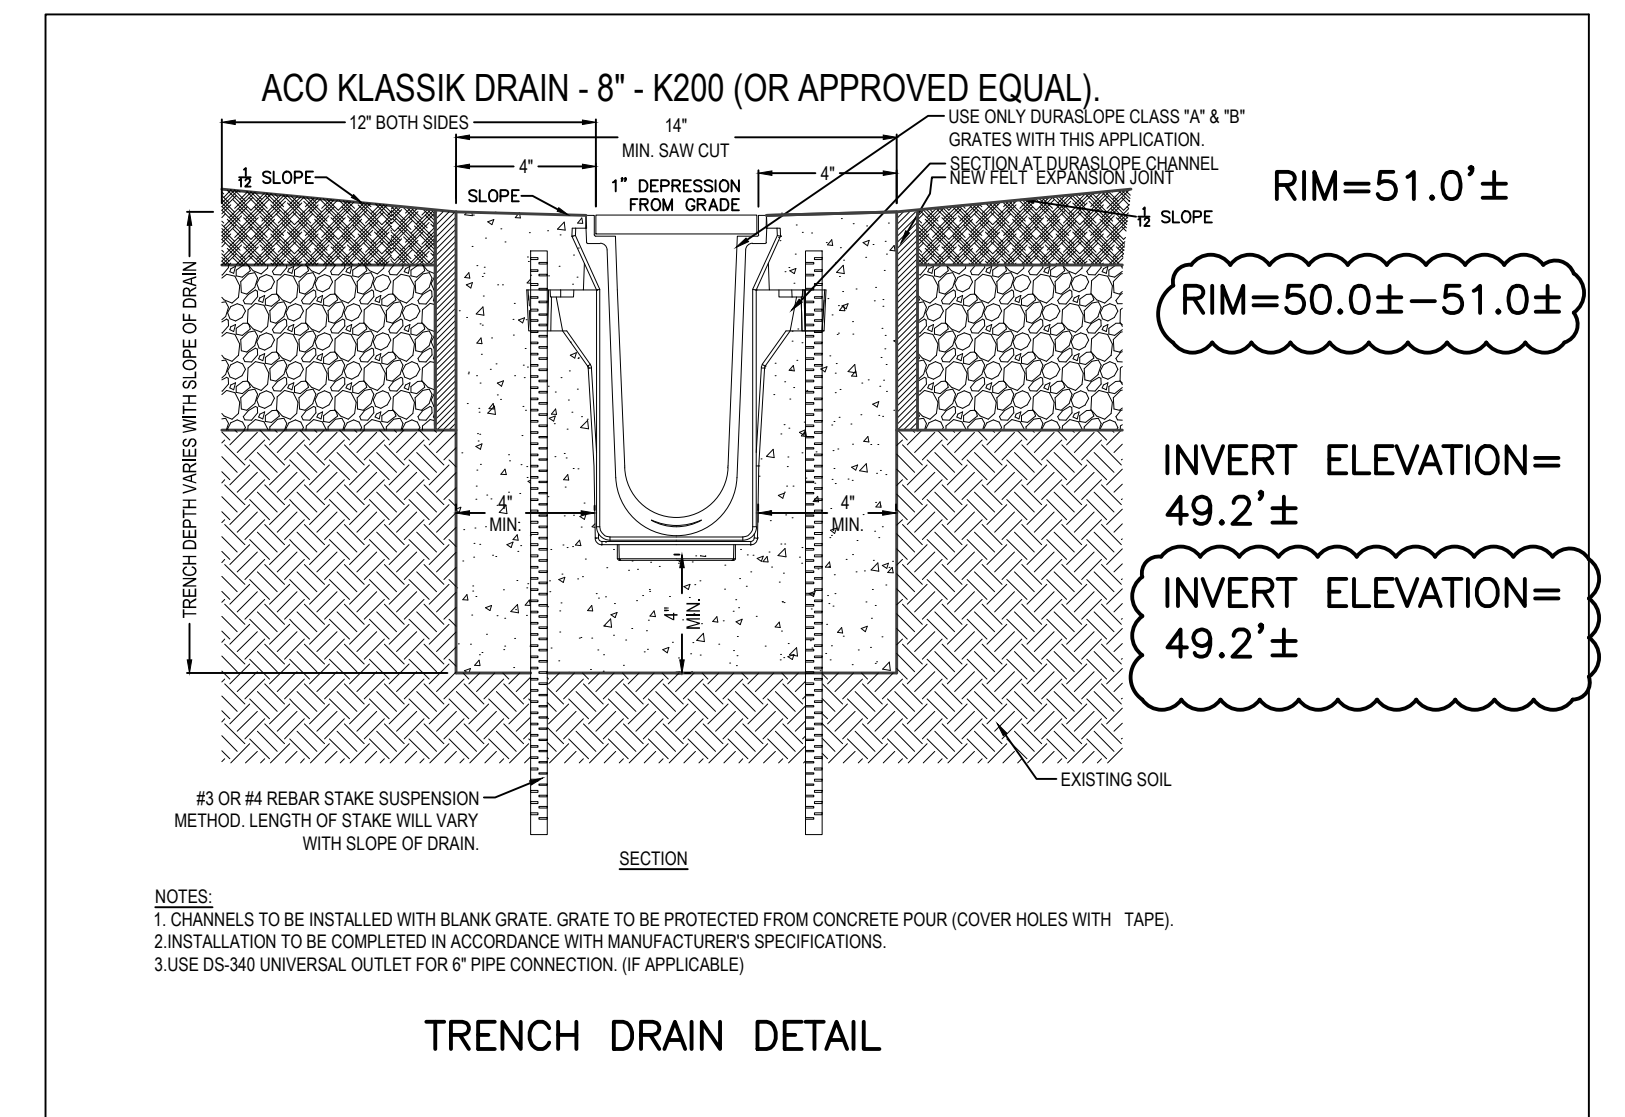 ACO KLASSIK DRAIN - 8" - K200 (OR APPROVED EQUAL).
12" BOTH SIDES
14"
MIN. SAW CUT
USE ONLY DURASLOPE CLASS "A" & "B"
GRATES WITH THIS APPLICATION.
SECTION AT DURASLOPE CHANNEL
NEW FELT EXPANSION JOINT
4"
4"
1/12 SLOPE
SLOPE
1" DEPRESSION
FROM GRADE
1/12 SLOPE
RIM=51.0'±
RIM=50.0±-51.0±
TRENCH DEPTH VARIES WITH SLOPE OF DRAIN
INVERT ELEVATION=
49.2'±
4"
MIN.
4"
MIN.
4"
MIN.
INVERT ELEVATION=
49.2'±
EXISTING SOIL
#3 OR #4 REBAR STAKE SUSPENSION
METHOD. LENGTH OF STAKE WILL VARY
WITH SLOPE OF DRAIN.
SECTION
NOTES:
1. CHANNELS TO BE INSTALLED WITH BLANK GRATE. GRATE TO BE PROTECTED FROM CONCRETE POUR (COVER HOLES WITH TAPE).
2.INSTALLATION TO BE COMPLETED IN ACCORDANCE WITH MANUFACTURER'S SPECIFICATIONS.
3.USE DS-340 UNIVERSAL OUTLET FOR 6" PIPE CONNECTION. (IF APPLICABLE)
TRENCH DRAIN DETAIL